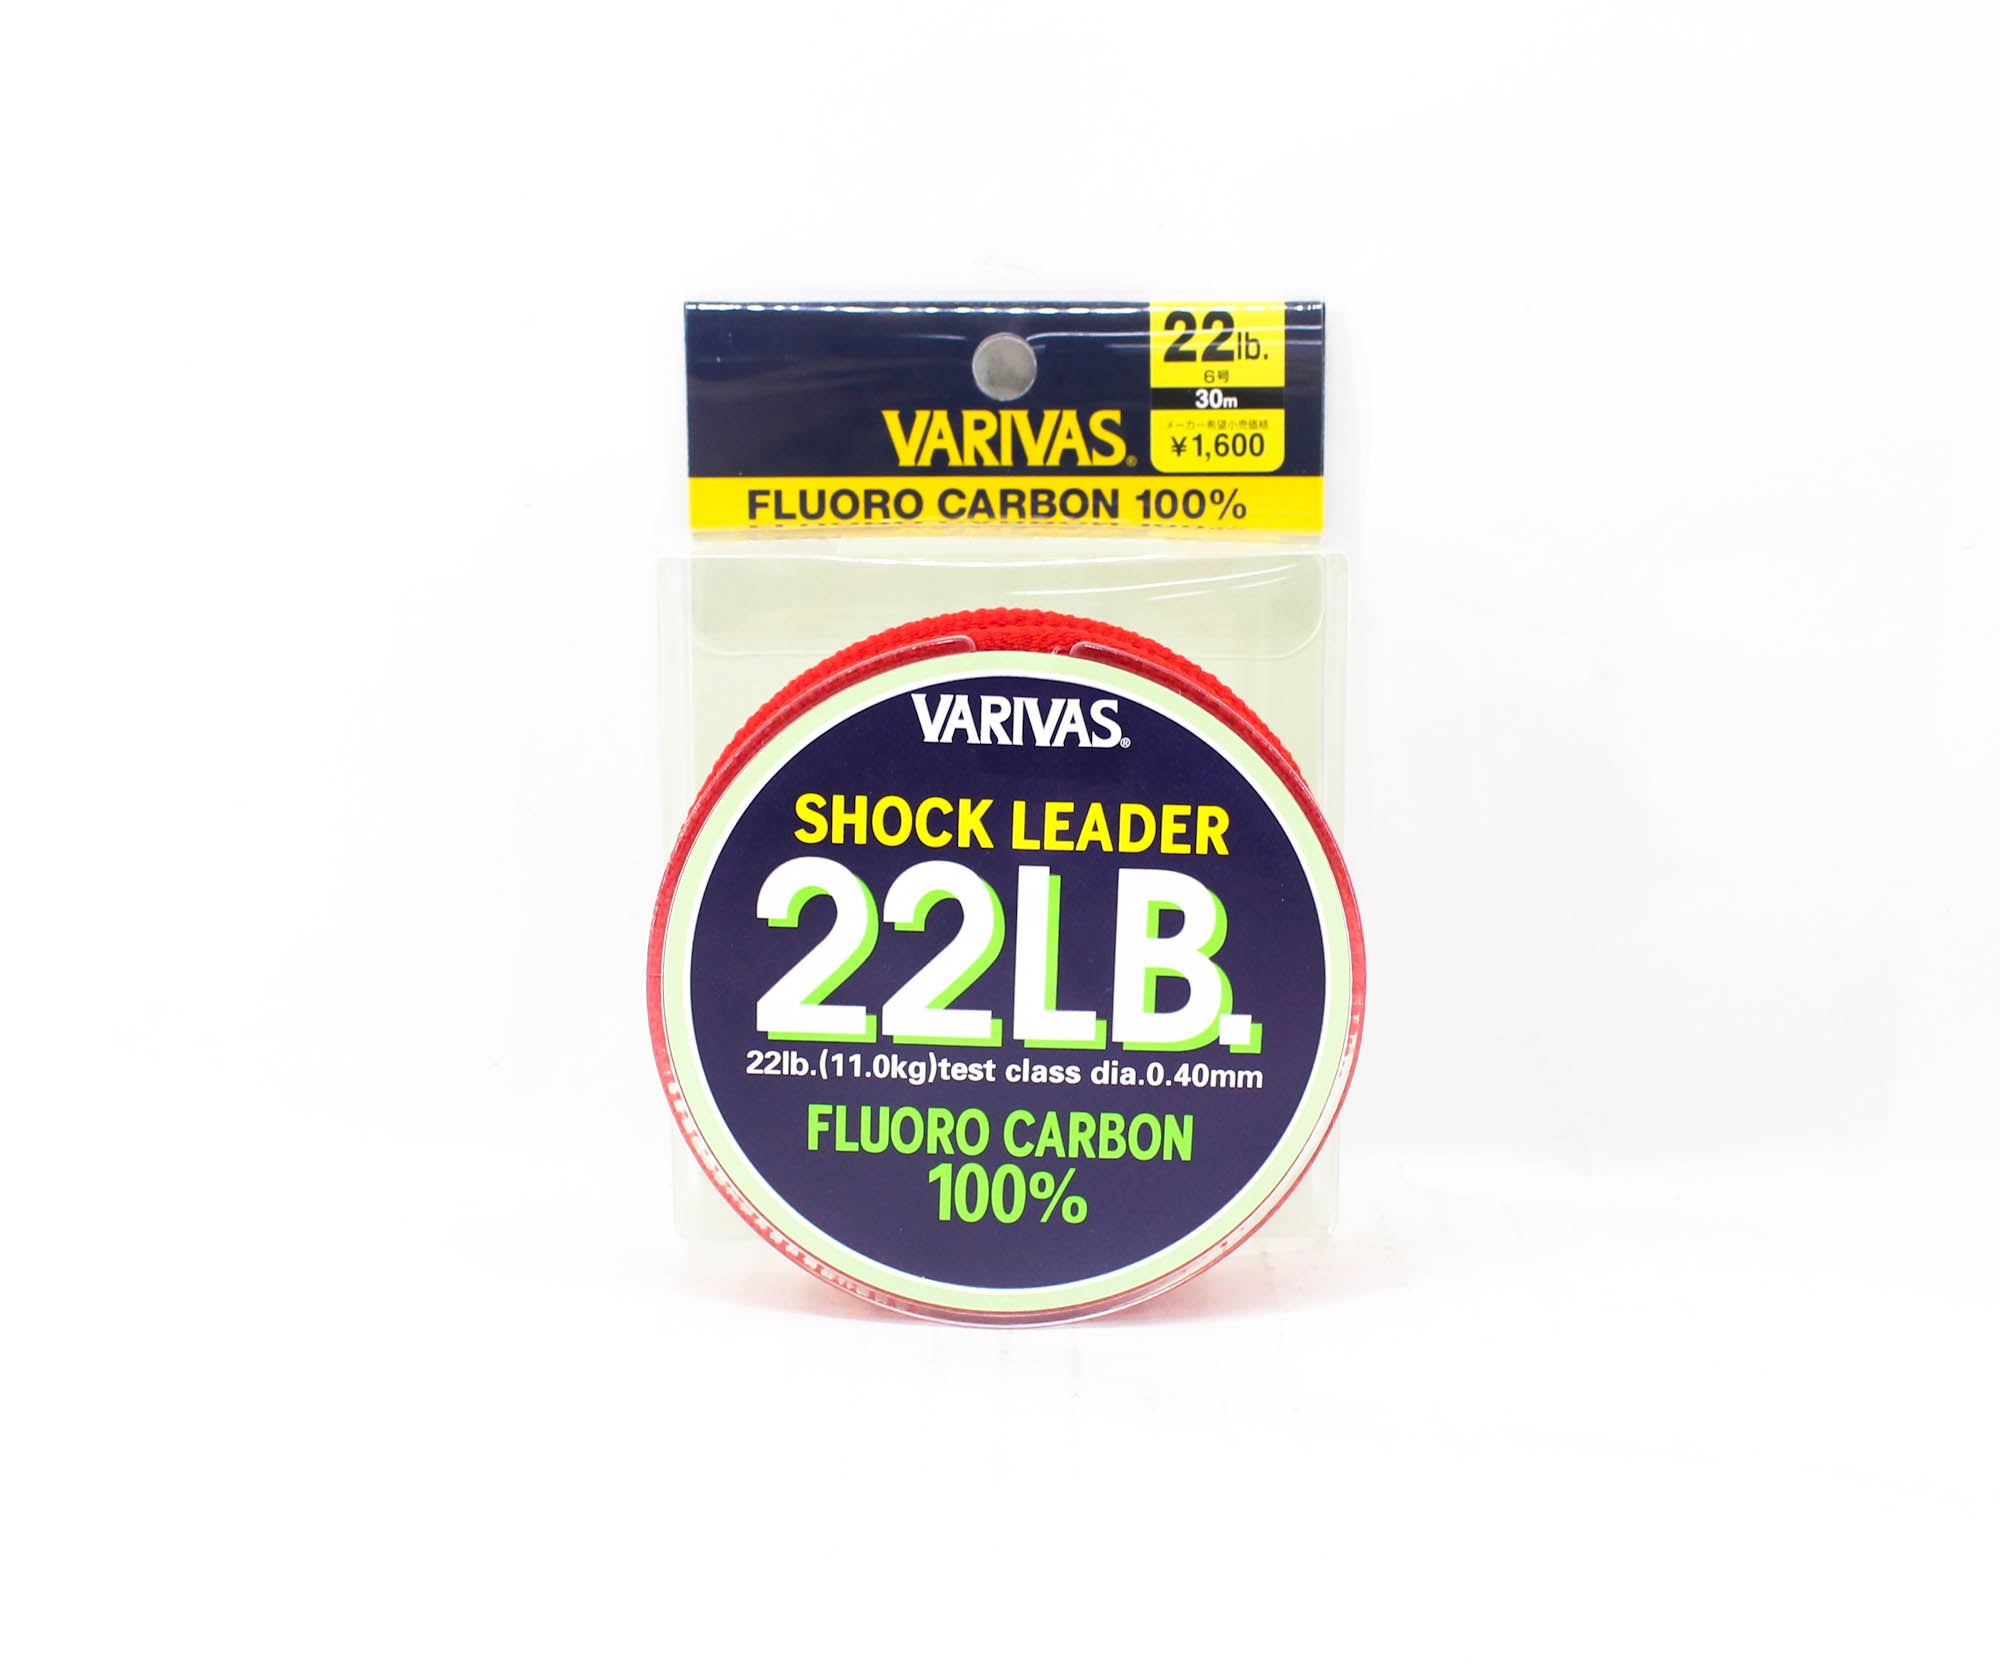 22lb.
6号
30m
メーカー希望小売価格
¥1,600
VARIVAS®
FLUORO CARBON 100%
VARIVAS®
SHOCK LEADER
22LB.
22lb.(11.0kg)test class dia.0.40mm
FLUORO CARBON
100%